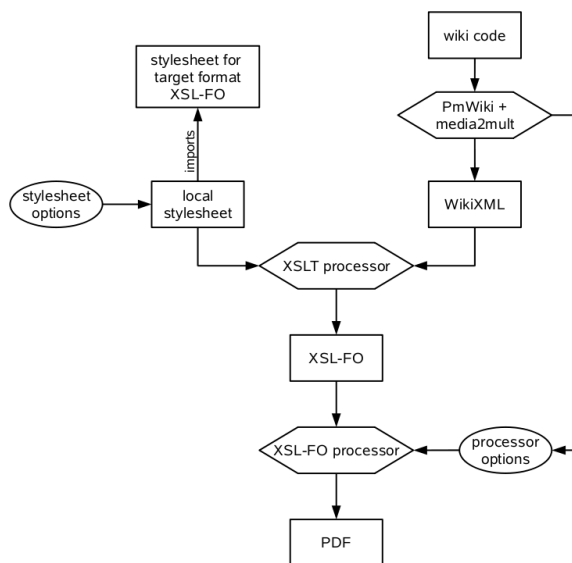 stylesheet for
target format
XSL-FO
wiki code
PmWiki +
media2mult
imports
stylesheet
options
local
stylesheet
WikiXML
XSLT processor
XSL-FO
XSL-FO processor
processor
options
PDF